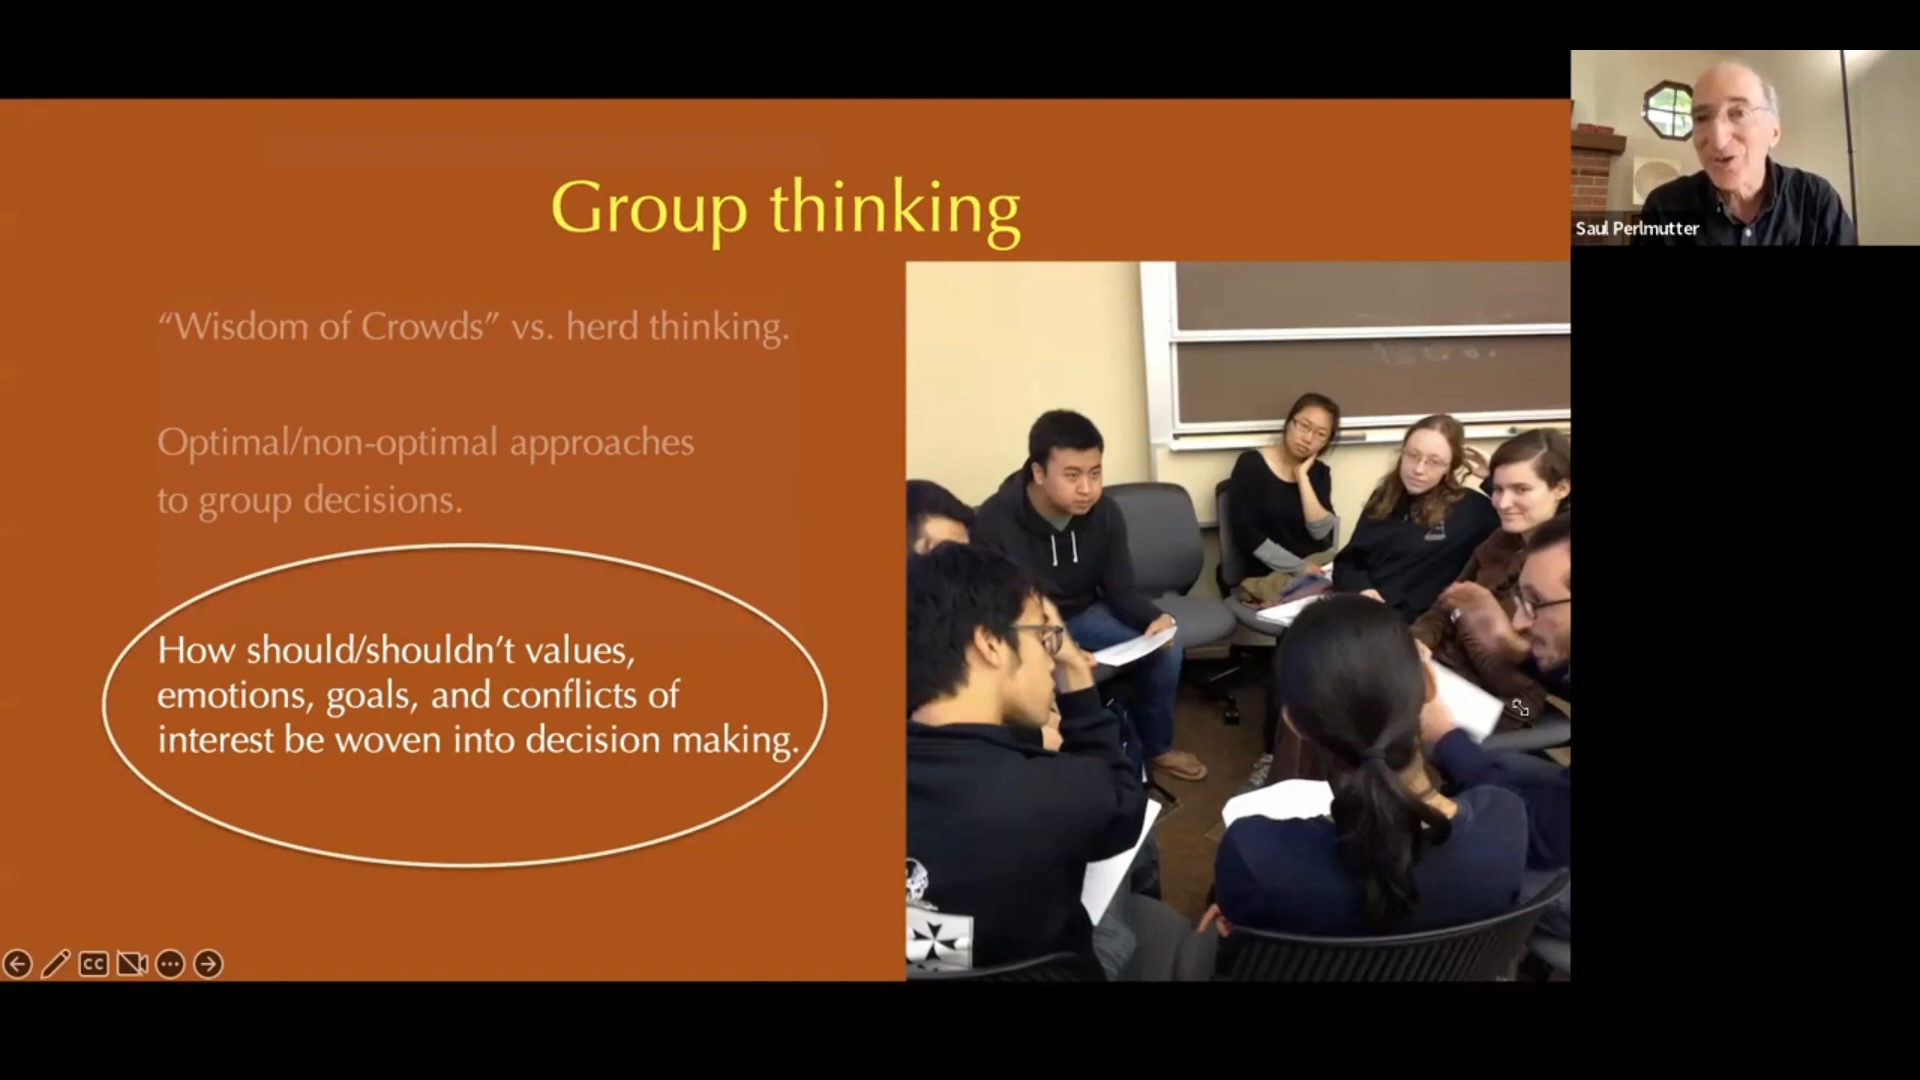 Group thinking
“Wisdom of Crowds” vs. herd thinking.
Optimal/non-optimal approaches
to group decisions.
How should/shouldn’t values,
emotions, goals, and conflicts of
interest be woven into decision making.
CC
Saul Perlmutter